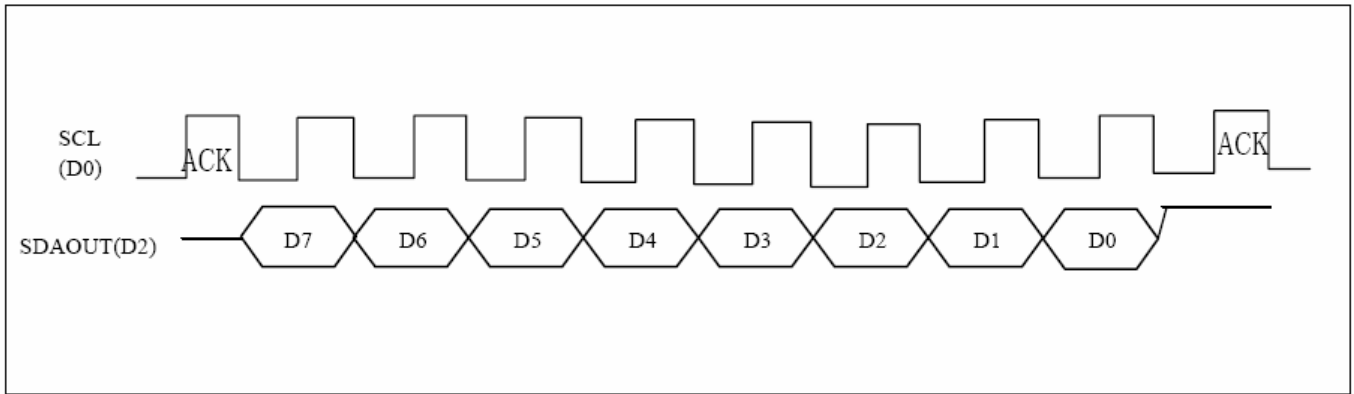 SCL
(D0)
ACK
ACK
SDAOUT(D2)
D7
D6
D5
D4
D3
D2
D1
D0